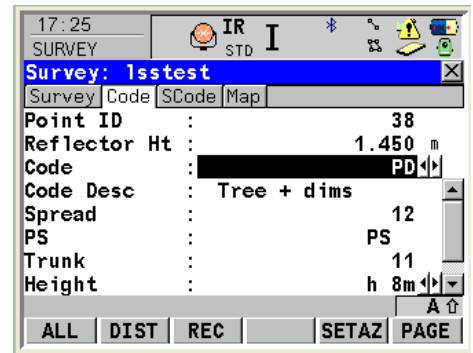 17:25 IR
SURVEY STD I
Survey: lsstest
Survey Code SCode Map
Point ID : 38
Reflector Ht : 1.450 m
Code : PD
Code Desc : Tree + dims
Spread : 12
PS : PS
Trunk : 11
Height : h 8m
A
ALL DIST REC SETAZ PAGE